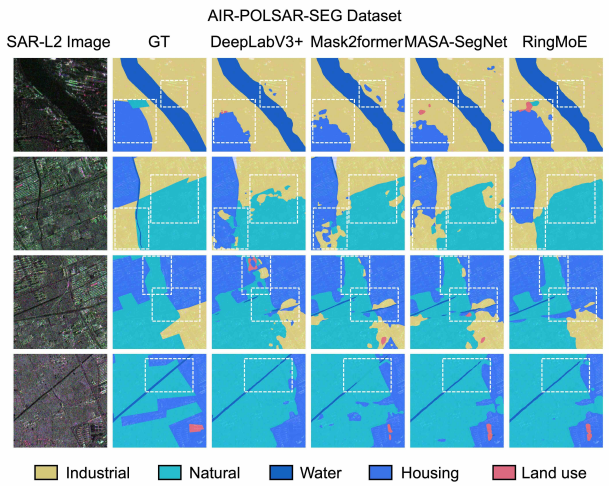 AIR-POLSAR-SEG Dataset
SAR-L2 Image GT DeepLabV3+ Mask2former MASA-SegNet RingMoE
Industrial Natural Water Housing Land use